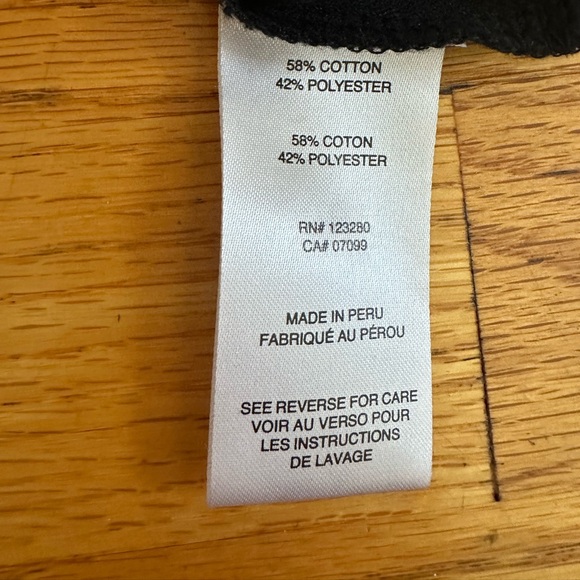 58% COTTON
42% POLYESTER
58% COTON
42% POLYESTER
RN# 123280
CA# 07099
MADE IN PERU
FABRIQUÉ AU PÉROU
SEE REVERSE FOR CARE
VOIR AU VERSO POUR
LES INSTRUCTIONS
DE LAVAGE